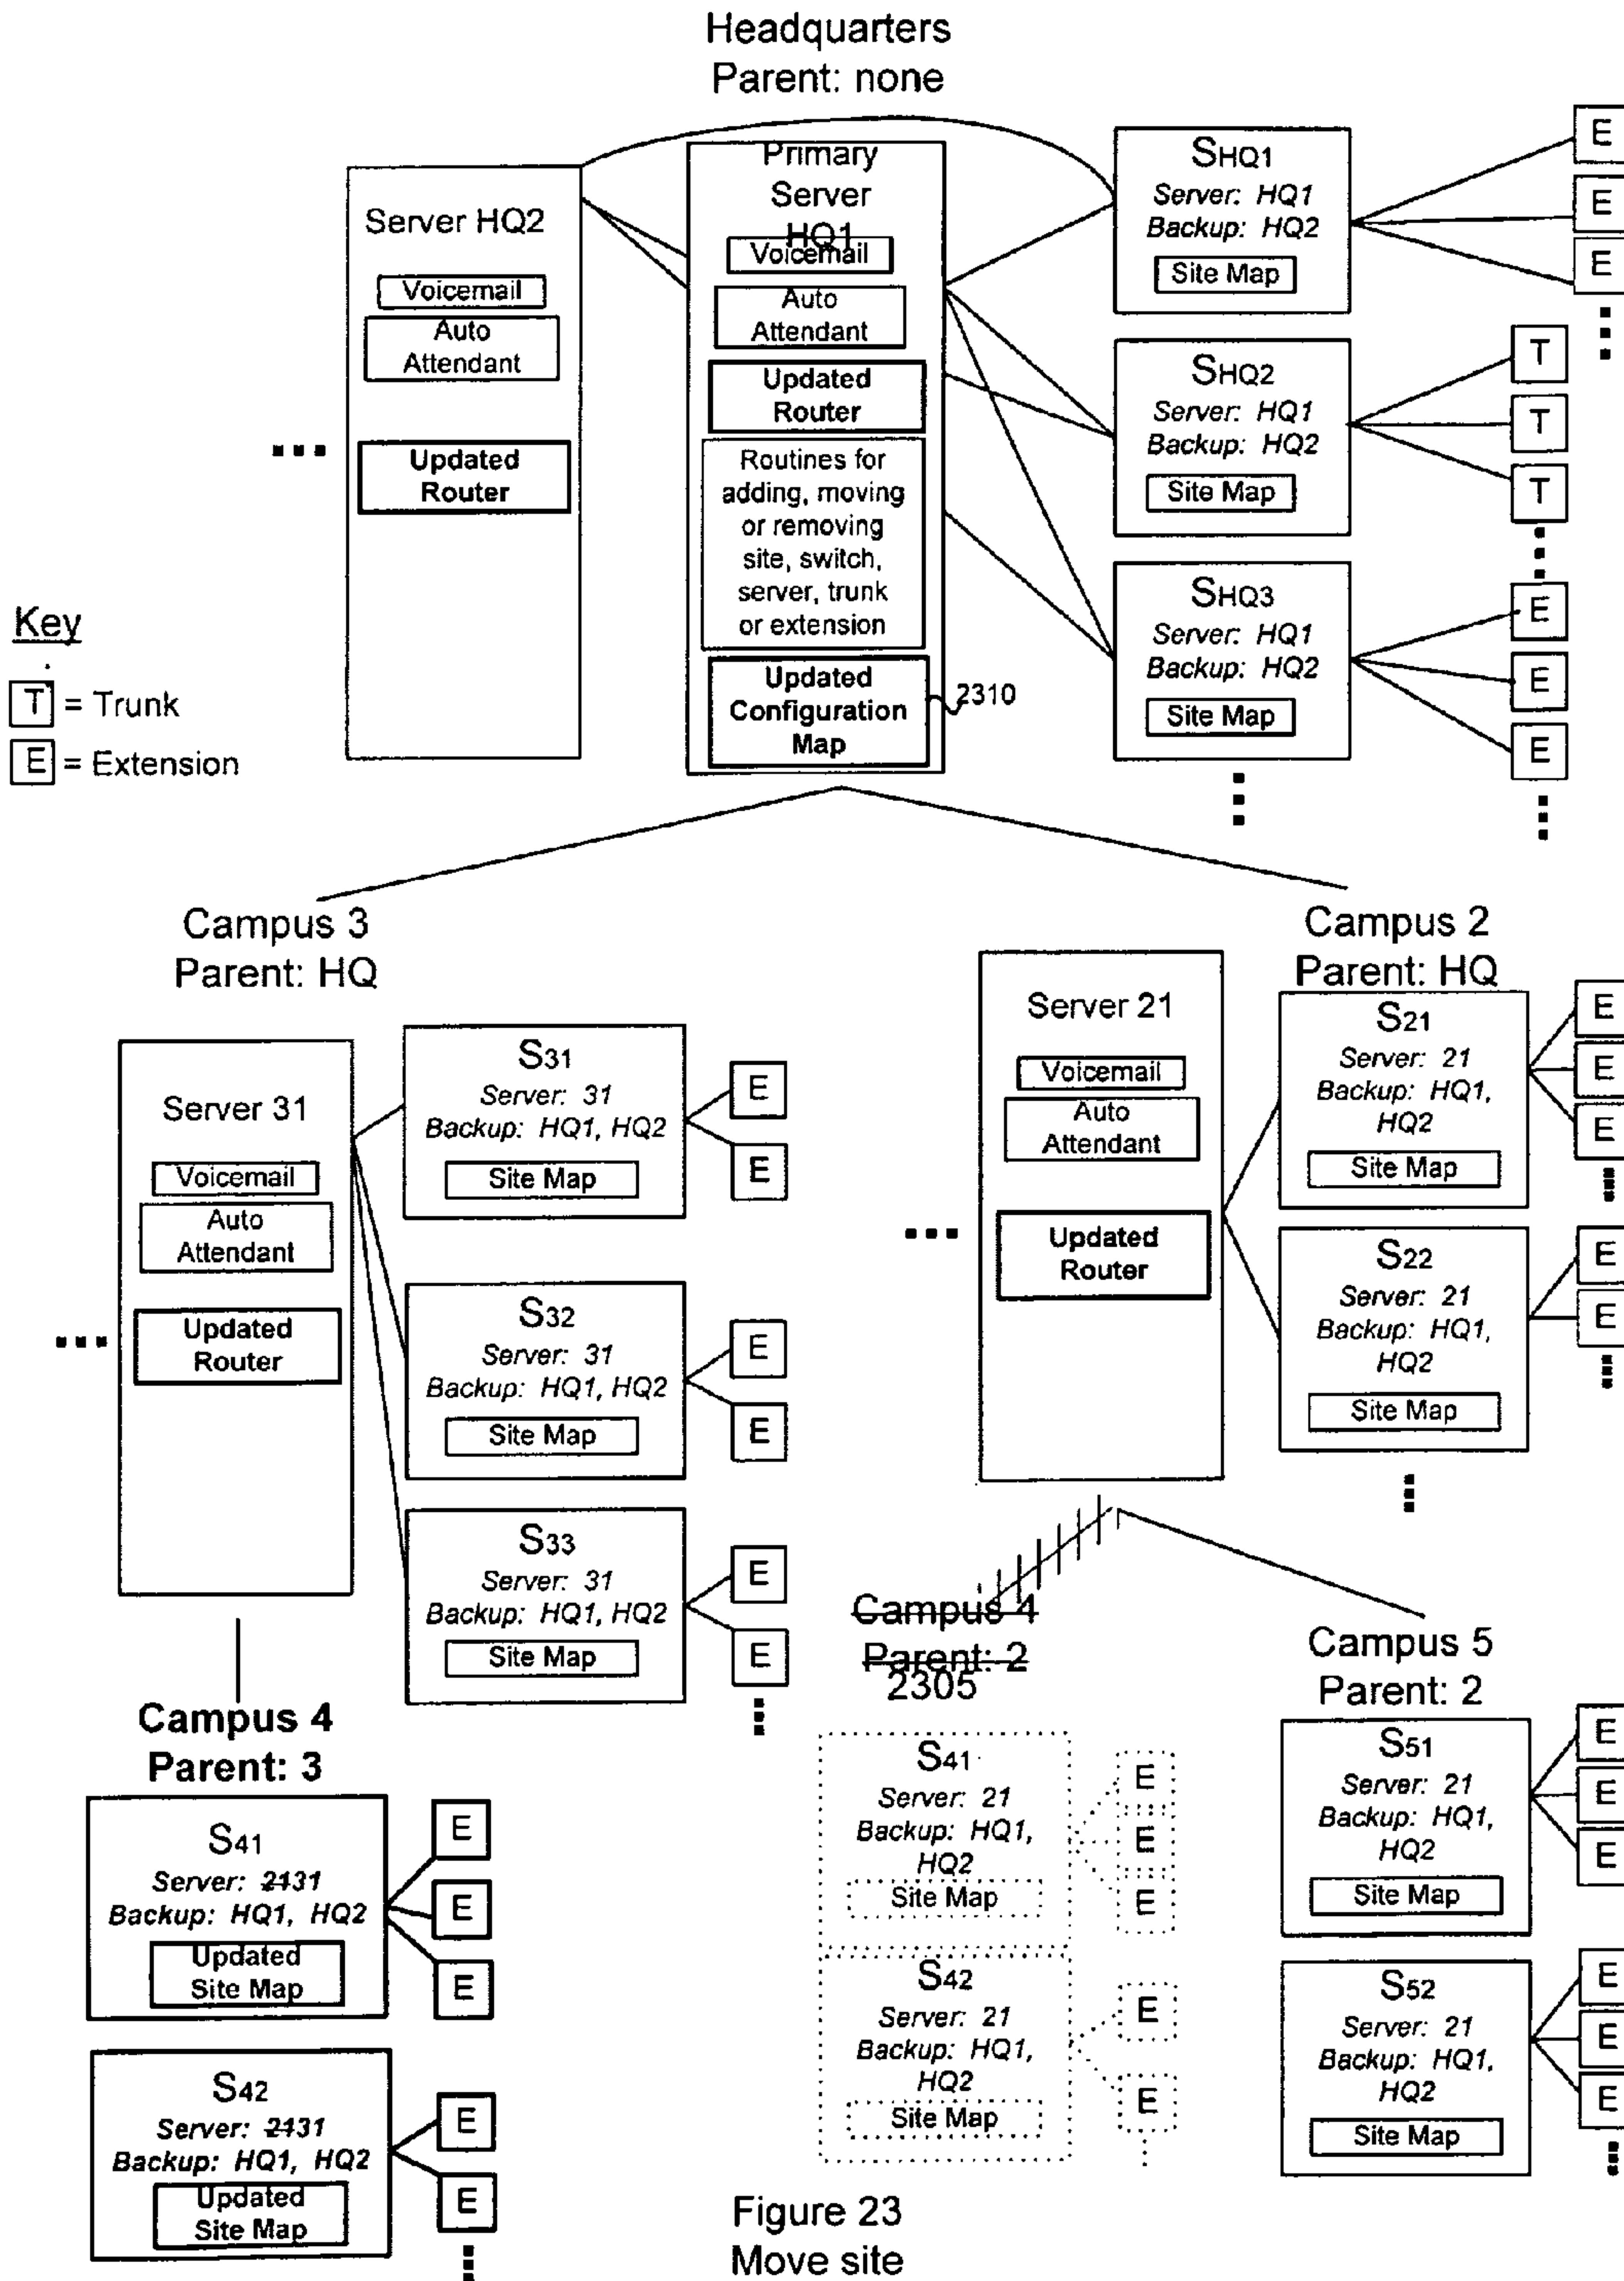 Headquarters
Parent: none
Server HQ2
Voicemail
Auto
Attendant
Updated
Router
Primary
Server
HQ1
Voicemail
Auto
Attendant
Updated
Router
Routines for
adding, moving
or removing
site, switch,
server, trunk
or extension
Updated
Configuration
Map
2310
SHQ1
Server: HQ1
Backup: HQ2
Site Map
E
E
E
SHQ2
Server: HQ1
Backup: HQ2
Site Map
T
T
T
SHQ3
Server: HQ1
Backup: HQ2
Site Map
E
E
E
Key
T = Trunk
E = Extension
Campus 3
Parent: HQ
Server 31
Voicemail
Auto
Attendant
Updated
Router
S31
Server: 31
Backup: HQ1, HQ2
Site Map
E
E
S32
Server: 31
Backup: HQ1, HQ2
Site Map
E
E
S33
Server: 31
Backup: HQ1, HQ2
Site Map
E
E
Campus 2
Parent: HQ
Server 21
Voicemail
Auto
Attendant
Updated
Router
S21
Server: 21
Backup: HQ1,
HQ2
Site Map
E
E
E
S22
Server: 21
Backup: HQ1,
HQ2
Site Map
E
E
Campus 4
Parent: 3
S41
Server: 2131
Backup: HQ1, HQ2
Updated
Site Map
E
E
E
S42
Server: 2131
Backup: HQ1, HQ2
Updated
Site Map
E
E
Campus 4
Parent: 2
2305
S41
Server: 21
Backup: HQ1,
HQ2
Site Map
E
E
E
S42
Server: 21
Backup: HQ1,
HQ2
Site Map
E
E
Campus 5
Parent: 2
S51
Server: 21
Backup: HQ1,
HQ2
Site Map
E
E
E
S52
Server: 21
Backup: HQ1,
HQ2
Site Map
E
E
E
Figure 23
Move site